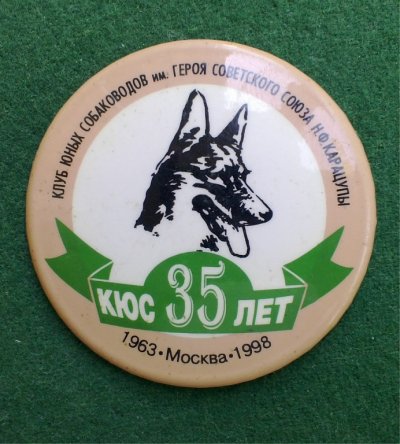 КЛУБ ЮНЫХ СОБАКОВОДОВ им. ГЕРОЯ СОВЕТСКОГО СОЮЗА Н.Ф.КАРАЦУПЫ
КЮС 35 ЛЕТ
1963•Москва•1998